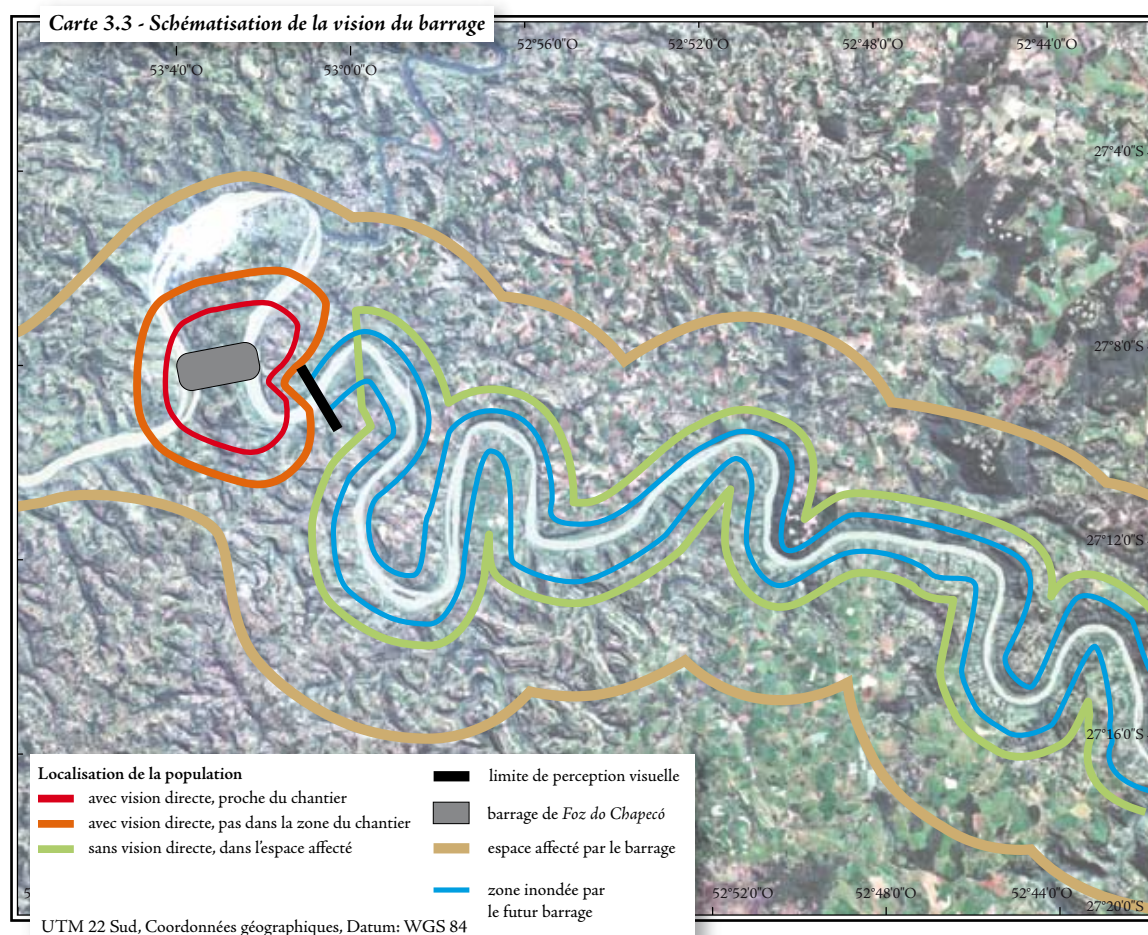 Carte 3.3 - Schématisation de la vision du barrage
52°56'0"O
52°52'0"O
52°48'0"O
52°44'0"O
53°4'0"O
53°0'0"O
27°4'0"S
27°8'0"S
27°12'0"S
27°16'0"S
Localisation de la population
avec vision directe, proche du chantier
avec vision directe, pas dans la zone du chantier
sans vision directe, dans l'espace affecté
limite de perception visuelle
barrage de Foz do Chapecó
espace affecté par le barrage
zone inondée par
le futur barrage
52°52'0"O
52°48'0"O
52°44'0"O
27°20'0"S
UTM 22 Sud, Coordonnées géographiques, Datum: WGS 84